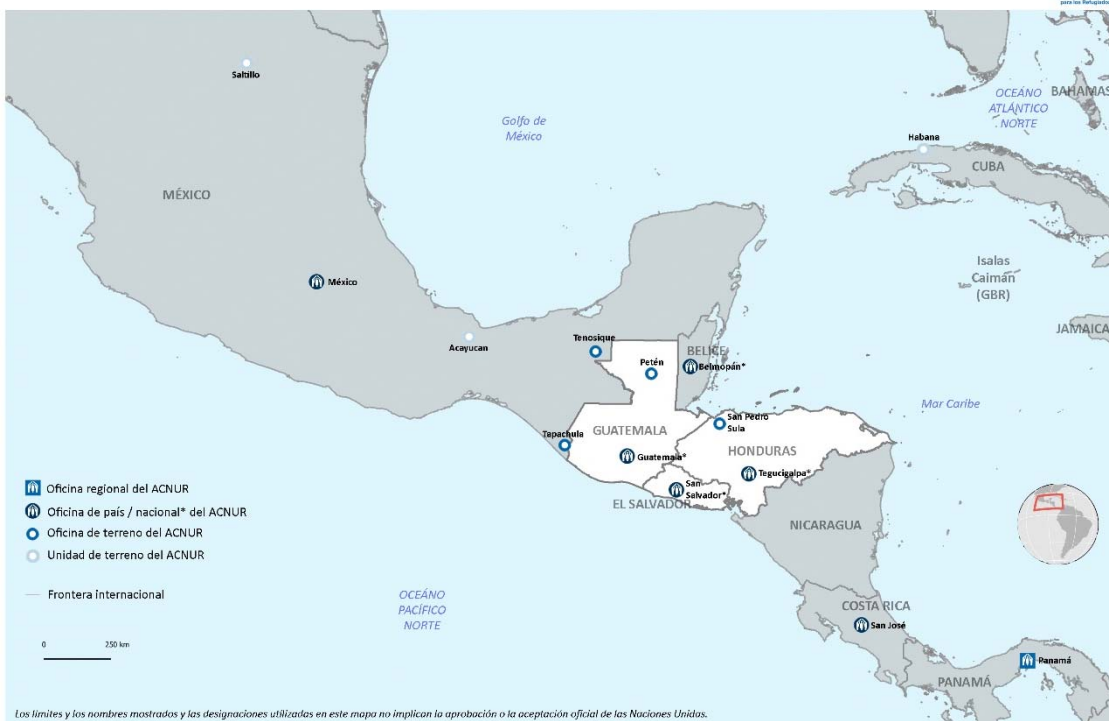 para los Refugiados
Saltillo
OCEÁNO
ATLÁNTICO
NORTE
BAHAMAS
Golfo de
México
Habana
CUBA
MÉXICO
Isalas
Caimán
(GBR)
México
JAMAICA
Acayucan
Tenosique
BELICE
Belmopán*
Petén
Mar Caribe
San Pedro
Sula
Tapachula
GUATEMALA
HONDURAS
Guatemala*
Tegucigalpa*
San
Salvador*
EL SALVADOR
NICARAGUA
Oficina regional del ACNUR
Oficina de país / nacional* del ACNUR
Oficina de terreno del ACNUR
Unidad de terreno del ACNUR
Frontera internacional
OCEÁNO
PACÍFICO
NORTE
COSTA RICA
San José
0 250 km
Panamá
PANAMÁ
Los límites y los nombres mostrados y las designaciones utilizadas en este mapa no implican la aprobación o la aceptación oficial de las Naciones Unidas.